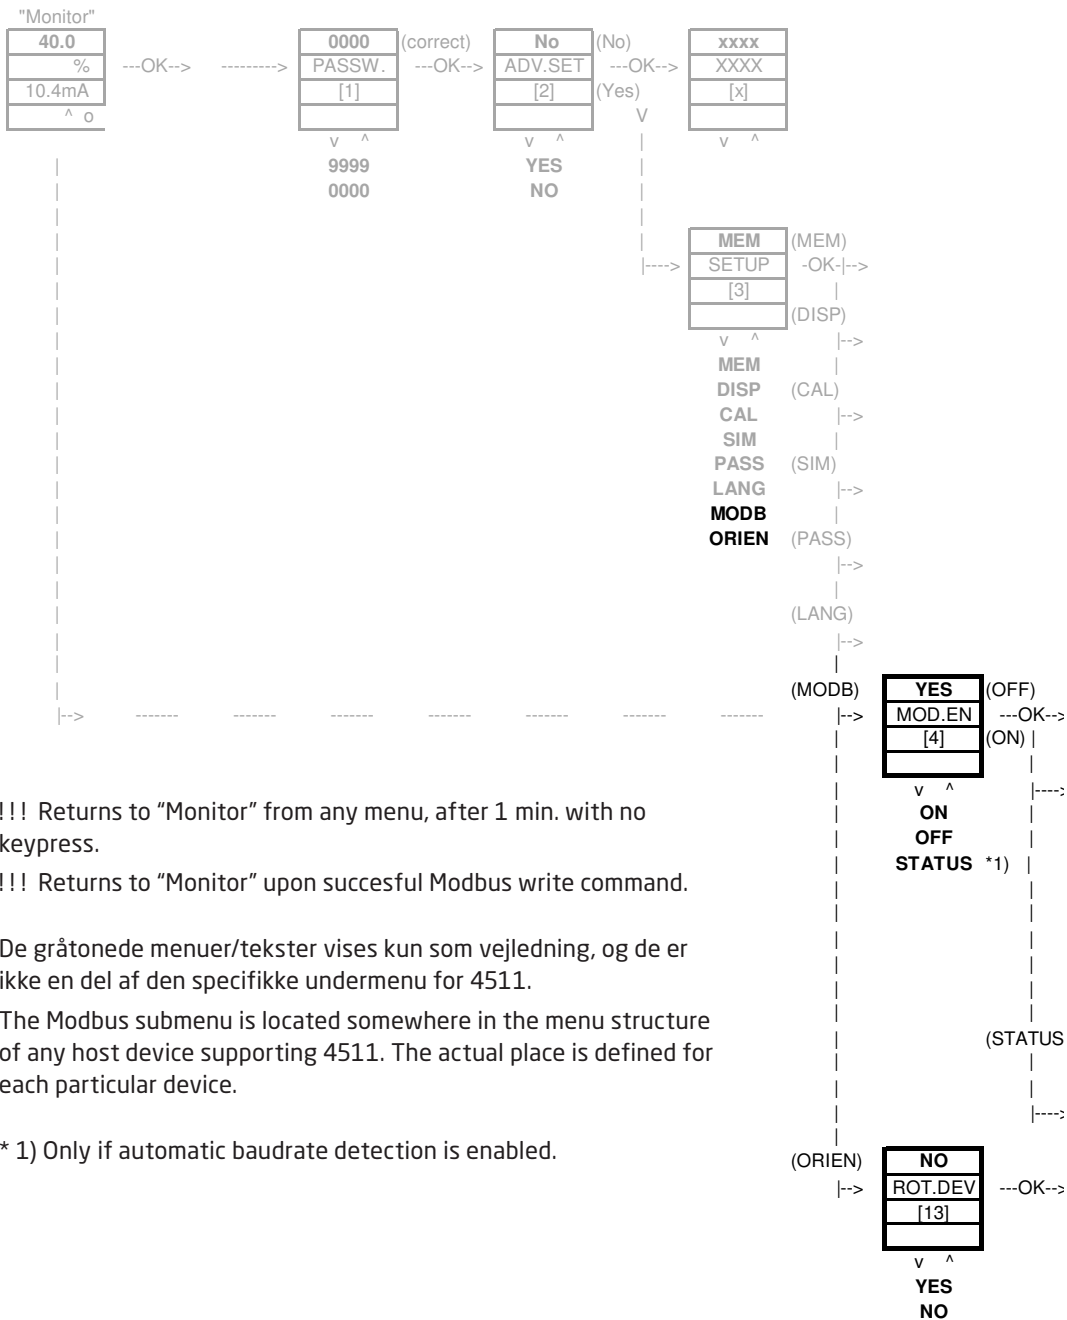 "Monitor"
40.0 0000 (correct) No (No) xxxx
% ---OK--> ---------> PASSW. ---OK--> ADV.SET ---OK--> XXXX
10.4mA [1] [2] (Yes) [x]
^ o V
v ^ v ^ | v ^
| 9999 YES |
| 0000 NO |
| |
| | MEM (MEM)
| |----> SETUP -OK-|-->
| [3] |
| (DISP)
| v ^ |-->
| MEM |
| DISP (CAL)
| CAL |-->
| SIM |
| PASS (SIM)
| LANG |-->
| MODB |
| ORIEN (PASS)
| |-->
| |
| (LANG)
| |-->
| |
| (MODB) YES (OFF)
|--> ------- ------- ------- ------- ------- ------- ------- |--> MOD.EN ---OK-->
| [4] (ON) |
| |
| v ^ |---->
| ON |
| OFF |
| STATUS *1) |
!!! Returns to “Monitor” from any menu, after 1 min. with no
keypress.
!!! Returns to “Monitor” upon succesful Modbus write command.
De gråtonede menuer/tekster vises kun som vejledning, og de er
ikke en del af den specifikke undermenu for 4511.
The Modbus submenu is located somewhere in the menu structure
of any host device supporting 4511. The actual place is defined for
each particular device.
(STATUS
|---->
* 1) Only if automatic baudrate detection is enabled.
(ORIEN) NO
|--> ROT.DEV ---OK-->
[13]
v ^
YES
NO